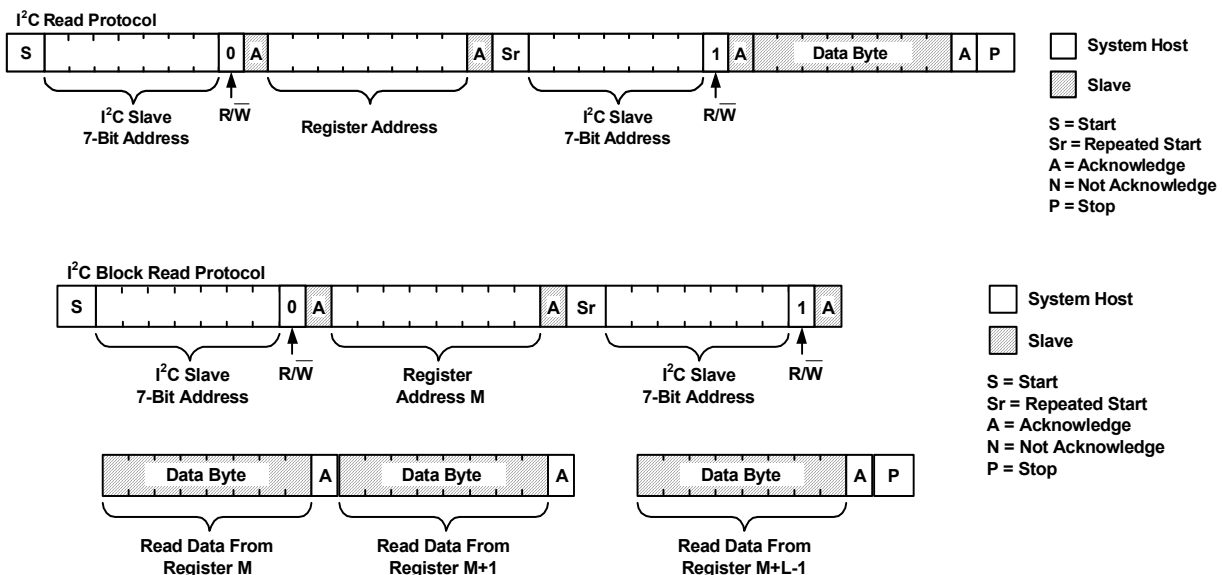 I²C Read Protocol
S 0 A A Sr 1 A Data Byte A P
I²C Slave
7-Bit Address
R/W̅
Register Address
I²C Slave
7-Bit Address
R/W̅
System Host
Slave
S = Start
Sr = Repeated Start
A = Acknowledge
N = Not Acknowledge
P = Stop
I²C Block Read Protocol
S 0 A A Sr 1 A
I²C Slave
7-Bit Address
R/W̅
Register
Address M
I²C Slave
7-Bit Address
R/W̅
Data Byte A Data Byte A Data Byte A P
Read Data From
Register M
Read Data From
Register M+1
Read Data From
Register M+L-1
System Host
Slave
S = Start
Sr = Repeated Start
A = Acknowledge
N = Not Acknowledge
P = Stop